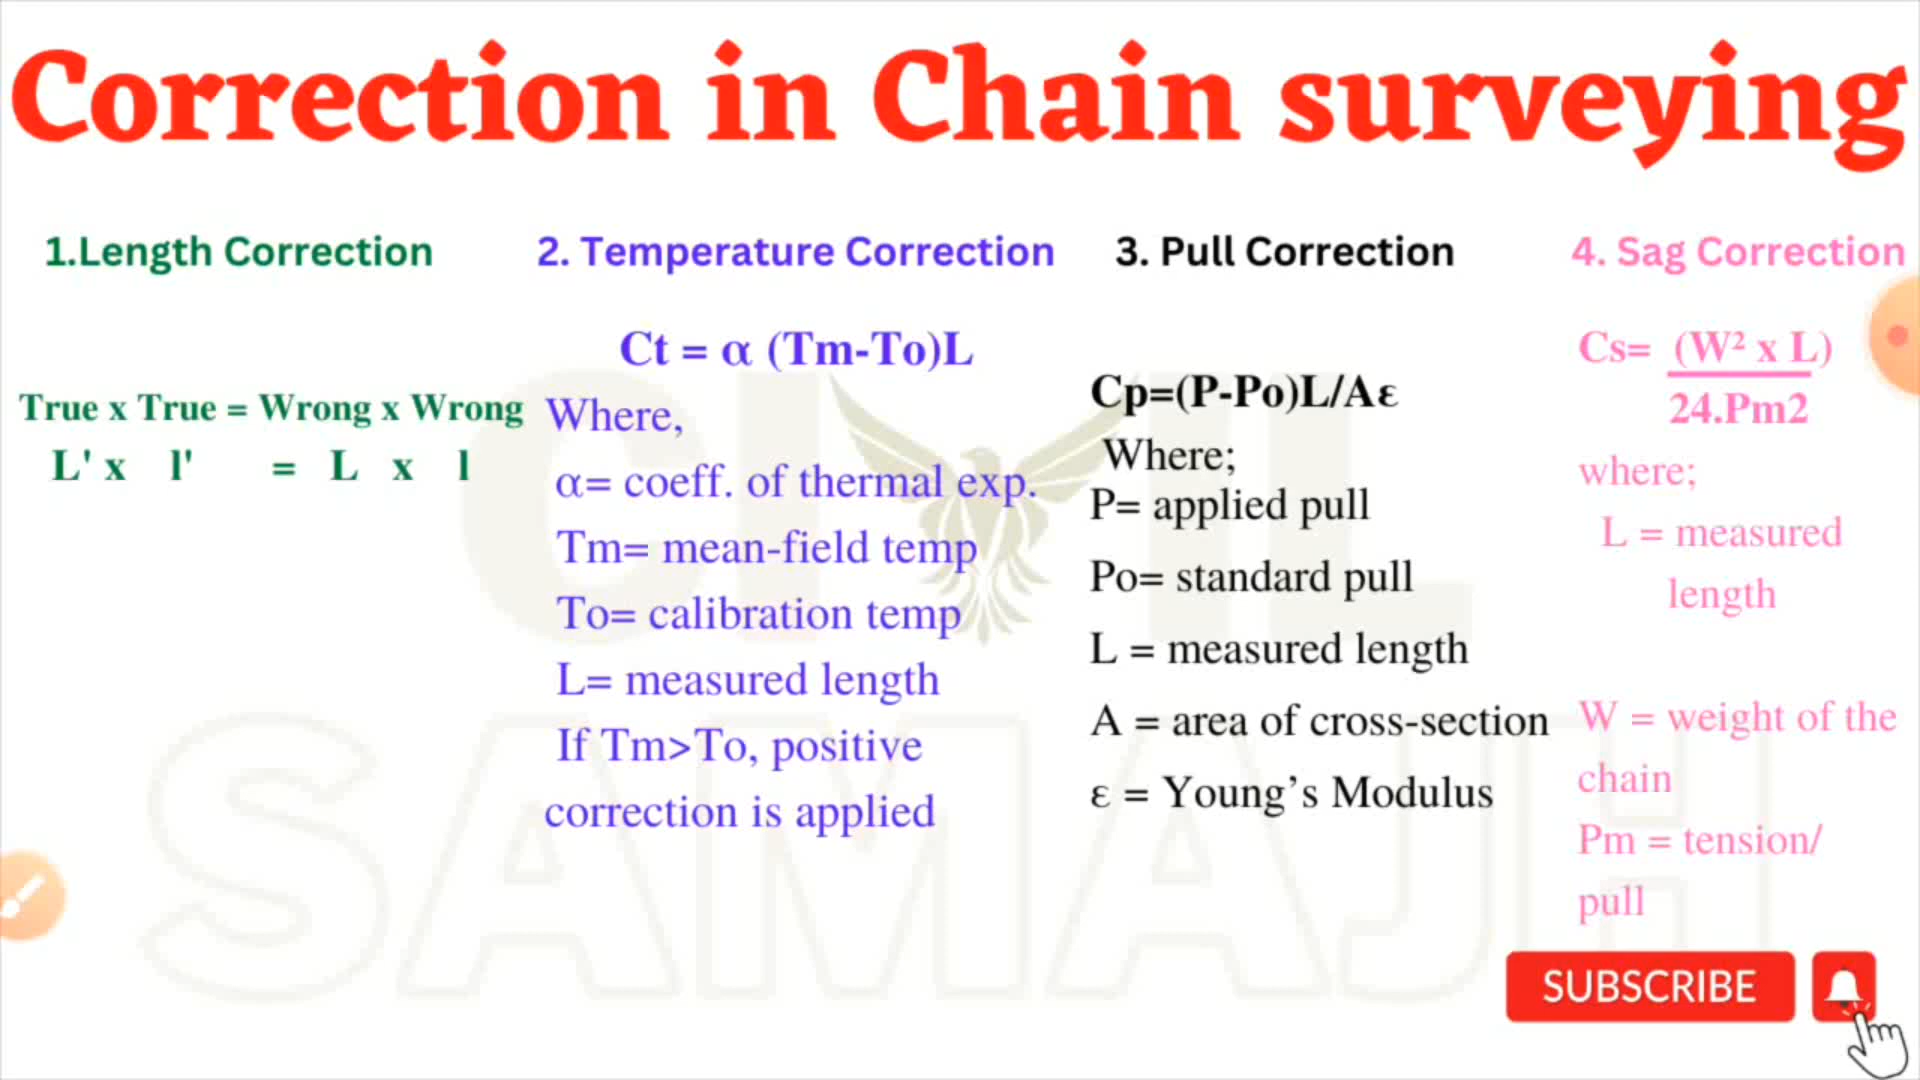 Correction in Chain surveying
1.Length Correction
True x True = Wrong x Wrong
L' x l' = L x l
2. Temperature Correction
Ct = α (Tm-To)L
Where,
α= coeff. of thermal exp.
Tm= mean-field temp
To= calibration temp
L= measured length
If Tm>To, positive
correction is applied
3. Pull Correction
Cp=(P-Po)L/Aε
Where;
P= applied pull
Po= standard pull
L = measured length
A = area of cross-section
ε = Young’s Modulus
4. Sag Correction
Cs= (W² x L)
24.Pm2
where;
L = measured
length
W = weight of the
chain
Pm = tension/
pull
CIVIL
SAMAJH
SUBSCRIBE